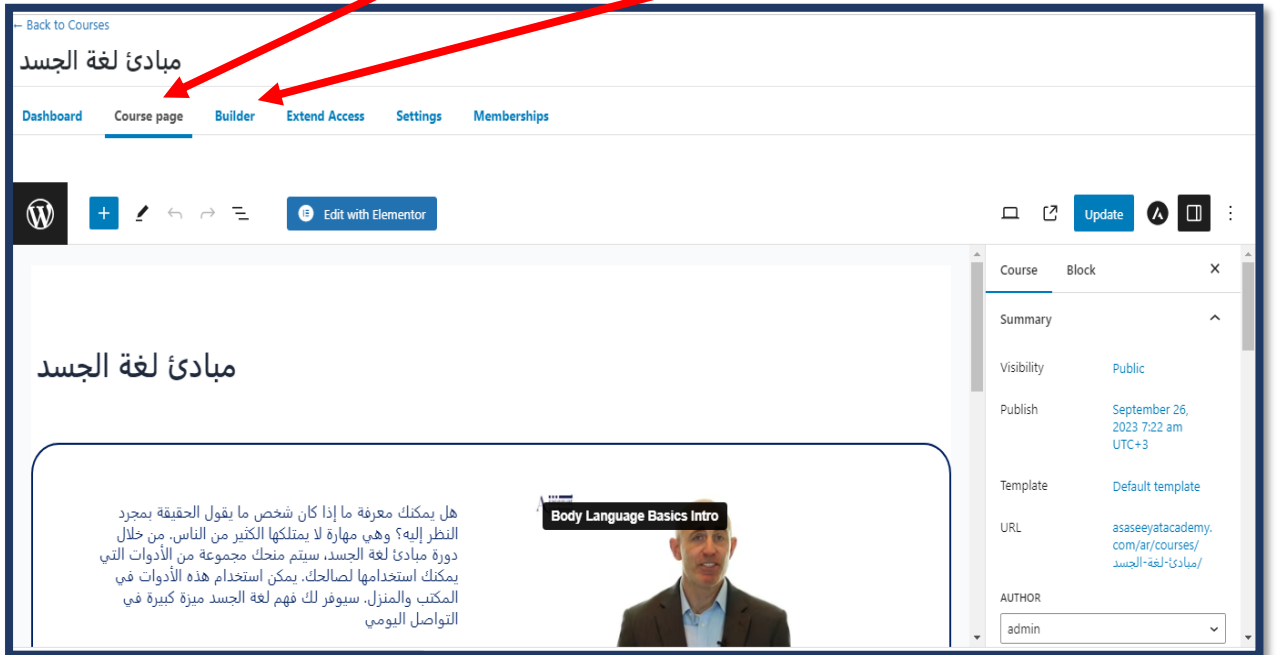 ← Back to Courses
مبادئ لغة الجسد
Dashboard Course page Builder Extend Access Settings Memberships
Edit with Elementor
Update
Course Block
Summary
مبادئ لغة الجسد
Visibility Public
Publish September 26,
2023 7:22 am
UTC+3
Template Default template
URL asaseeyatacademy.
com/ar/courses/
مبادئ-لغة-الجسد/
AUTHOR
admin
هل يمكنك معرفة ما إذا كان شخص ما يقول الحقيقة بمجرد
النظر إليه؟ وهي مهارة لا يمتلكها الكثير من الناس. من خلال
دورة مبادئ لغة الجسد، سيتم منحك مجموعة من الأدوات التي
يمكنك استخدامها لصالحك. يمكن استخدام هذه الأدوات في
المكتب والمنزل. سيوفر لك فهم لغة الجسد ميزة كبيرة في
التواصل اليومي
Body Language Basics Intro